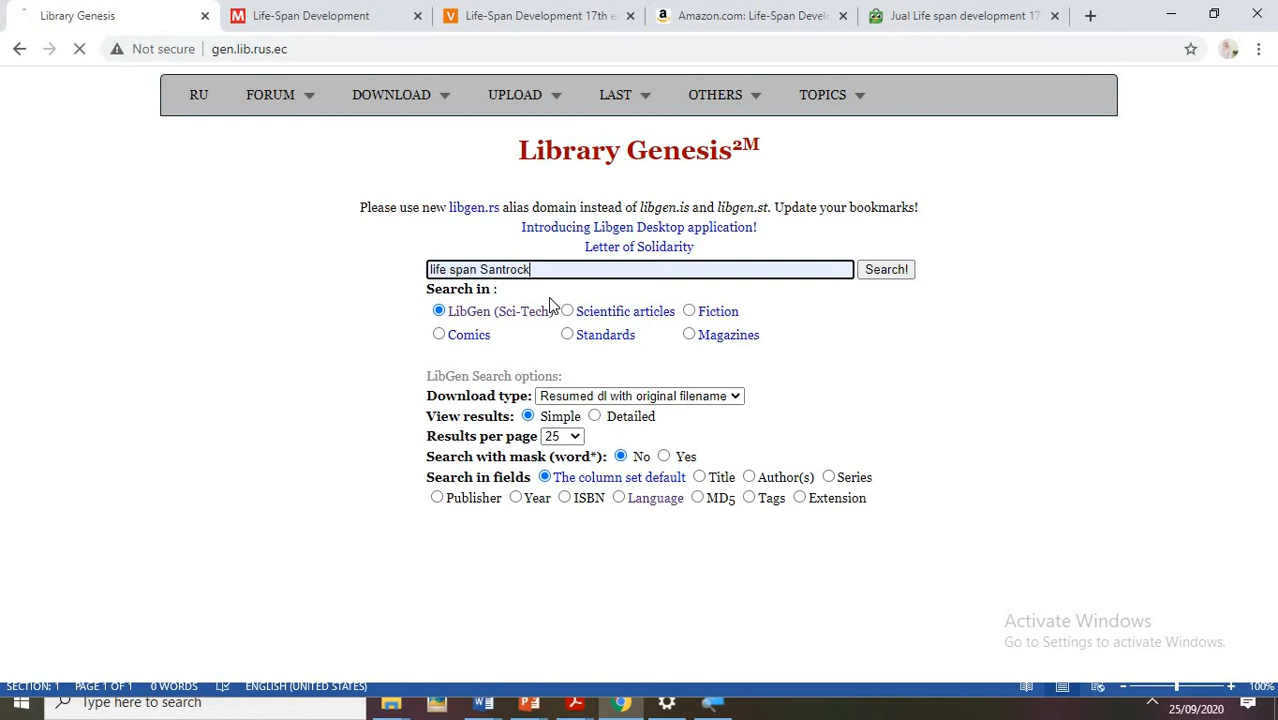 Library Genesis
Life-Span Development
Life-Span Development 17th e
Amazon.com: Life-Span Devel
Jual Life span development 17
Not secure
gen.lib.rus.ec
RU FORUM DOWNLOAD UPLOAD LAST OTHERS TOPICS
Library Genesis2M
Please use new libgen.rs alias domain instead of libgen.is and libgen.st. Update your bookmarks!
Introducing Libgen Desktop application!
Letter of Solidarity
life span Santrock Search!
Search in :
LibGen (Sci-Tech) Scientific articles Fiction
Comics Standards Magazines
LibGen Search options:
Download type: Resumed dl with original filename
View results: Simple Detailed
Results per page 25
Search with mask (word*): No Yes
Search in fields The column set default Title Author(s) Series
Publisher Year ISBN Language MD5 Tags Extension
Activate Windows
Go to Settings to activate Windows.
SECTION: 1 PAGE 1 OF 1 0 WORDS ENGLISH (UNITED STATES) 100%
Type here to search
25/09/2020